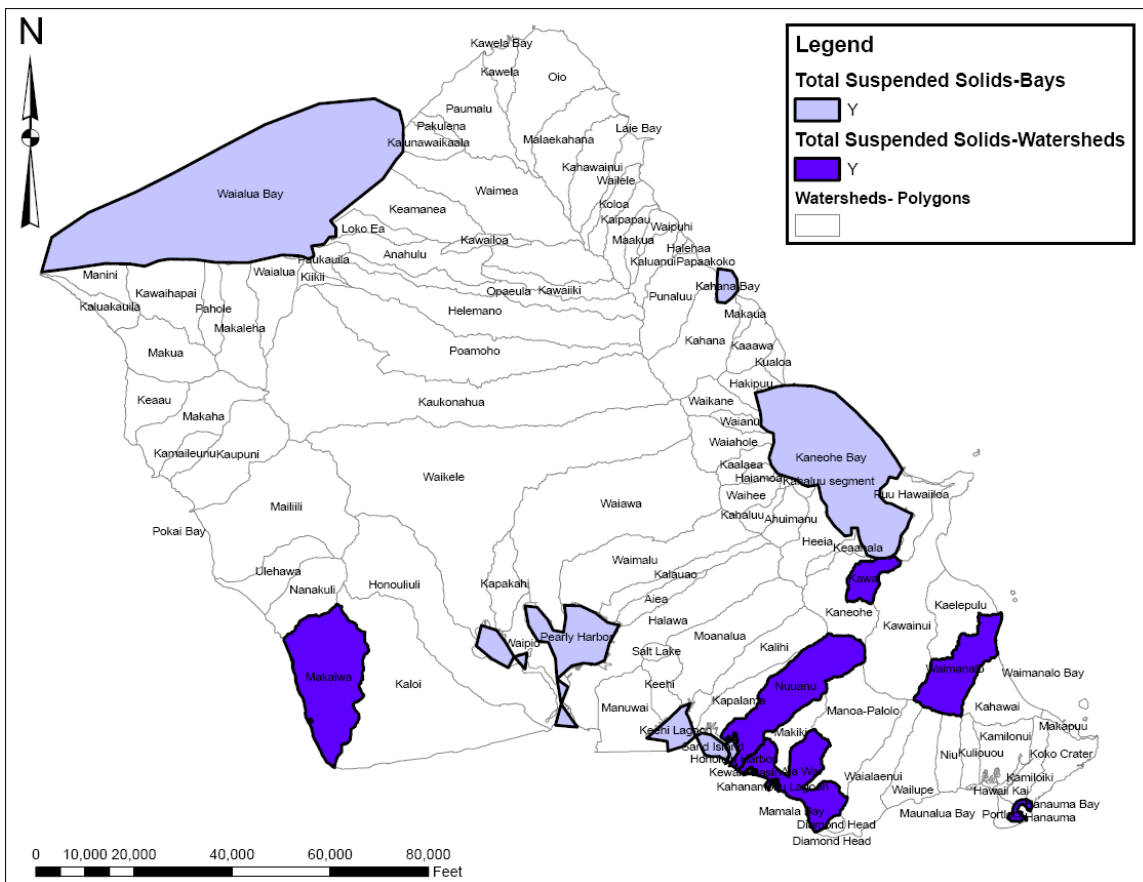 N
Legend
Total Suspended Solids-Bays
Y
Total Suspended Solids-Watersheds
Y
Watersheds- Polygons
Kawela Bay
Kawela
Oio
Paumalu
Pakulena
Kalunawaikaala
Malaekahana
Laie Bay
Kahawainui
Wailele
Waialua Bay
Waimea
Koloa
Keamanea
Kaipapau
Waipuhi
Loko Ea
Kawailoa
Maakua
Halehaa
Anahulu
Kaluanui
Papaakoko
Paukauila
Manini
Waialua
Kiikii
Kahana Bay
Kawaihapai
Opaeula
Kawaiiki
Punaluu
Kaluakauila
Pahole
Helemano
Makaua
Makaleha
Kahana
Kaaawa
Makua
Poamoho
Kualoa
Hakipuu
Keaau
Kaukonahua
Waikane
Makaha
Waianu
Waiahole
Kamaileunu
Kaupuni
Kaneohe Bay
Waikele
Kaalaea
Haiamoa
Kahaluu segment
Waihee
Puu Hawaiiloa
Mailiili
Waiawa
Kahaluu
Ahuimanu
Pokai Bay
Heeia
Keaahala
Waimalu
Ulehawa
Kalauao
Kawa
Nanakuli
Honouliuli
Kapakahi
Aiea
Kaneohe
Kaelepulu
Halawa
Kawainui
Pearly Harbor
Waipio
Moanalua
Salt Lake
Kalihi
Waimanalo
Waimanalo Bay
Makaiwa
Kaloi
Keehi
Nuuanu
Manuwai
Kapalama
Manoa-Palolo
Kahawai
Keehi Lagoon
Makiki
Makapuu
Kamilonui
Sand Island
Niu
Kuliouou
Koko Crater
Honolulu Harbor
Kewalo Basin
Ala Wai
Waialaenui
Kamiloiki
Wailupe
Hawaii Kai
Hanauma Bay
Mamala Bay
Maunalua Bay
Hanauma
Diamond Head
Diamond Head
0
10,000
20,000
40,000
60,000
80,000
Feet